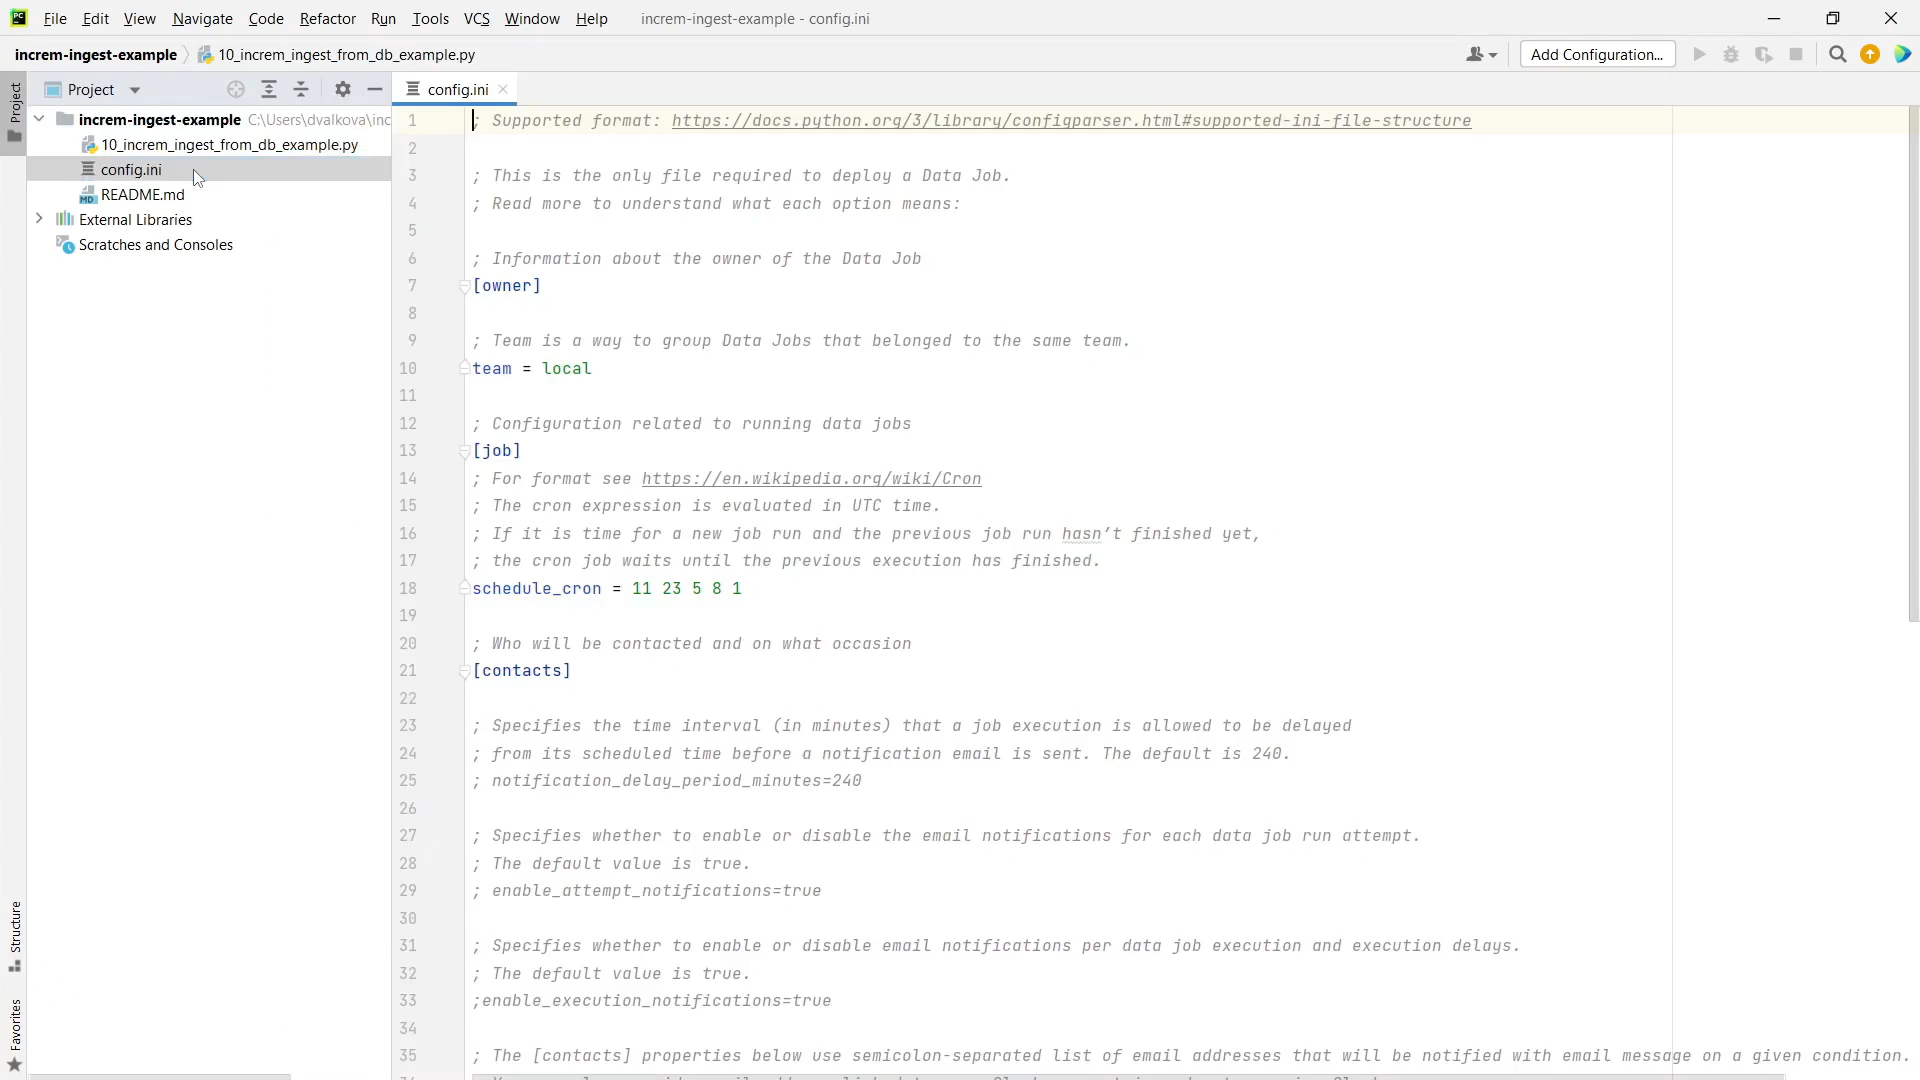 PC File Edit View Navigate Code Refactor Run Tools VCS Window Help increm-ingest-example - config.ini
increm-ingest-example 10_increm_ingest_from_db_example.py Add Configuration...
Project
Project
config.ini
increm-ingest-example C:\Users\dvalkova\inc
10_increm_ingest_from_db_example.py
config.ini
MD README.md
External Libraries
Scratches and Consoles
Structure
Favorites
1 ; Supported format: https://docs.python.org/3/library/configparser.html#supported-ini-file-structure
2
3 ; This is the only file required to deploy a Data Job.
4 ; Read more to understand what each option means:
5
6 ; Information about the owner of the Data Job
7 [owner]
8
9 ; Team is a way to group Data Jobs that belonged to the same team.
10 team = local
11
12 ; Configuration related to running data jobs
13 [job]
14 ; For format see https://en.wikipedia.org/wiki/Cron
15 ; The cron expression is evaluated in UTC time.
16 ; If it is time for a new job run and the previous job run hasn't finished yet,
17 ; the cron job waits until the previous execution has finished.
18 schedule_cron = 11 23 5 8 1
19
20 ; Who will be contacted and on what occasion
21 [contacts]
22
23 ; Specifies the time interval (in minutes) that a job execution is allowed to be delayed
24 ; from its scheduled time before a notification email is sent. The default is 240.
25 ; notification_delay_period_minutes=240
26
27 ; Specifies whether to enable or disable the email notifications for each data job run attempt.
28 ; The default value is true.
29 ; enable_attempt_notifications=true
30
31 ; Specifies whether to enable or disable email notifications per data job execution and execution delays.
32 ; The default value is true.
33 ;enable_execution_notifications=true
34
35 ; The [contacts] properties below use semicolon-separated list of email addresses that will be notified with email message on a given condition.